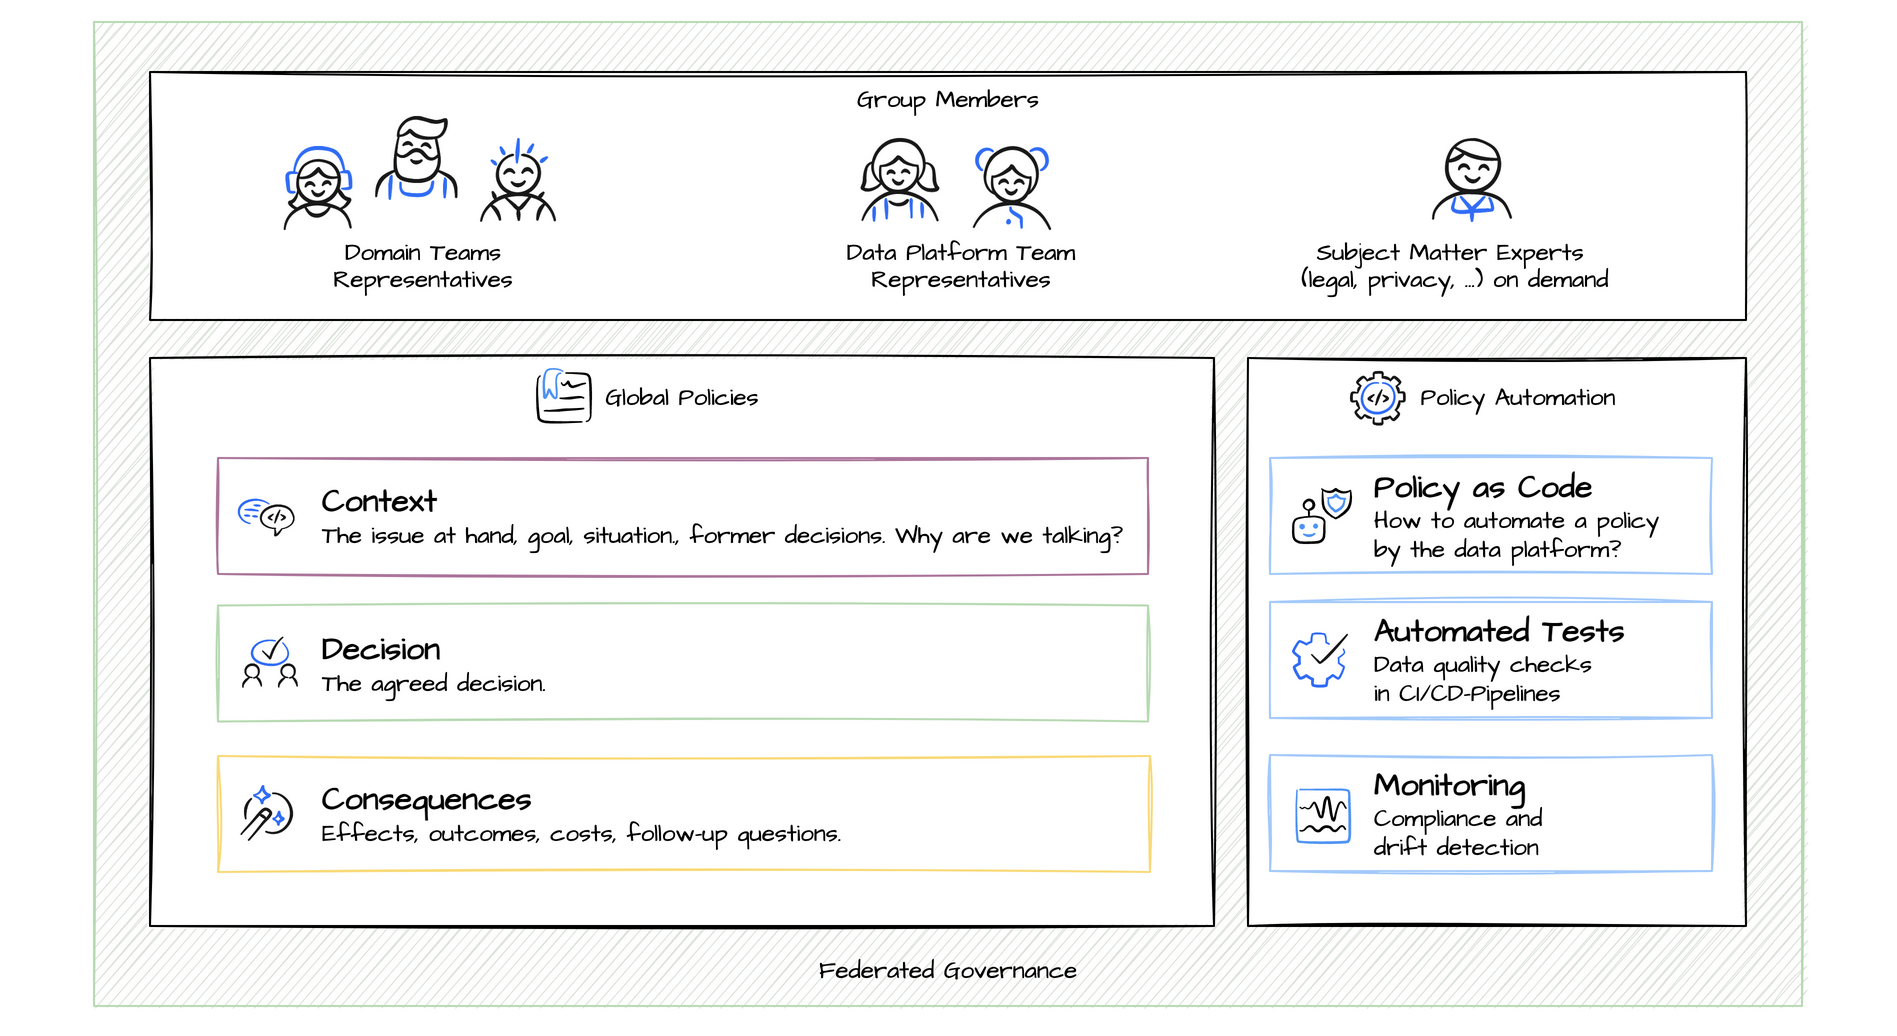 Group Members
Domain Teams
Representatives
Data Platform Team
Representatives
Subject Matter Experts
(legal, privacy, ...) on demand
Global Policies
Context
The issue at hand, goal, situation., former decisions. Why are we talking?
Decision
The agreed decision.
Consequences
Effects, outcomes, costs, follow-up questions.
Policy Automation
Policy as Code
How to automate a policy
by the data platform?
Automated Tests
Data quality checks
in CI/CD-Pipelines
Monitoring
Compliance and
drift detection
Federated Governance